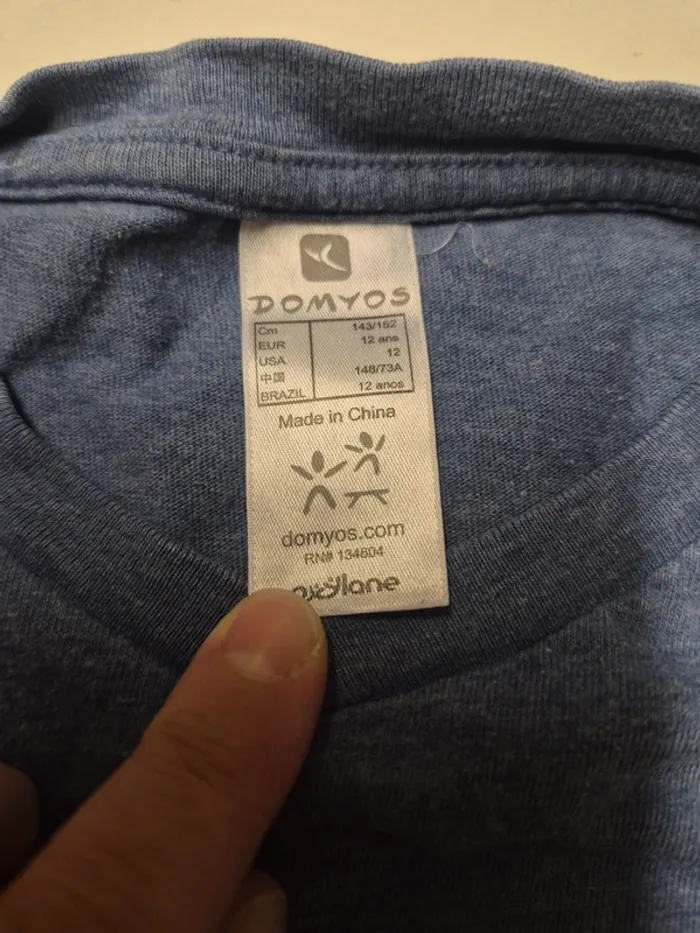 DOMYOS
Cm 143/152
EUR 12 ans
USA 12
中国 148/73A
BRAZIL 12 anos
Made in China
domyos.com
RN# 134604
oxylane